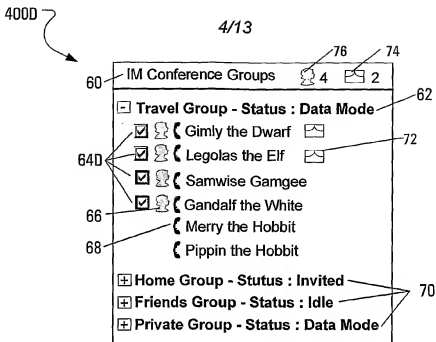 400D
4/13
76
74
60
IM Conference Groups 4 2
Travel Group - Status : Data Mode
62
Gimly the Dwarf
72
64D
Legolas the Elf
Samwise Gamgee
66
Gandalf the White
68
Merry the Hobbit
Pippin the Hobbit
Home Group - Stutus : Invited
Friends Group - Status : Idle
70
Private Group - Status : Data Mode